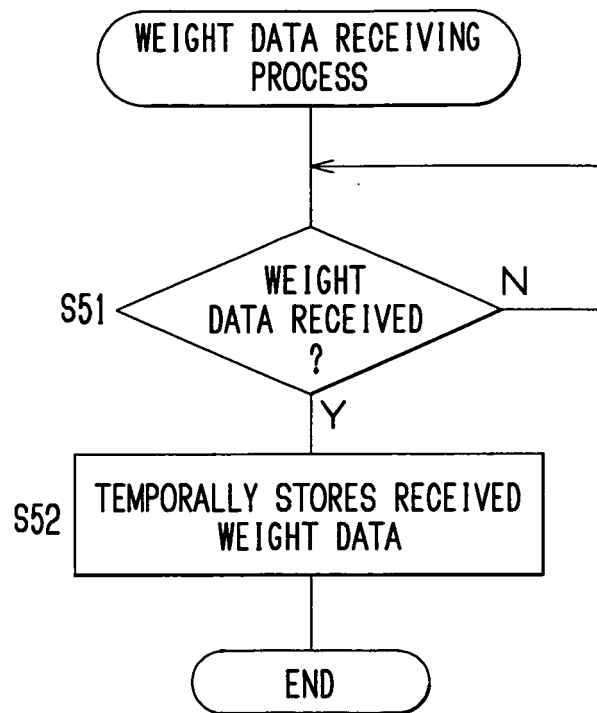 WEIGHT DATA RECEIVING
PROCESS
S51
WEIGHT
DATA RECEIVED
?
N
Y
S52
TEMPORALLY STORES RECEIVED
WEIGHT DATA
END